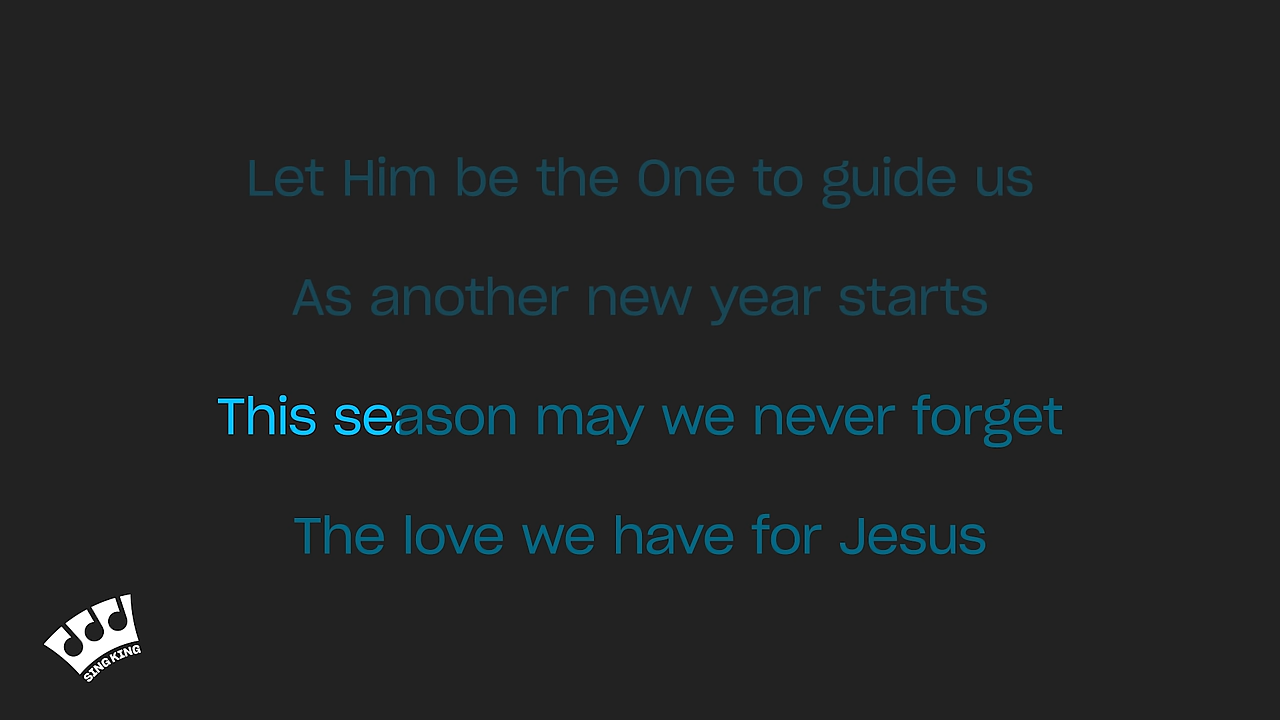 Let Him be the One to guide us
As another new year starts
This season may we never forget
The love we have for Jesus
SING KING